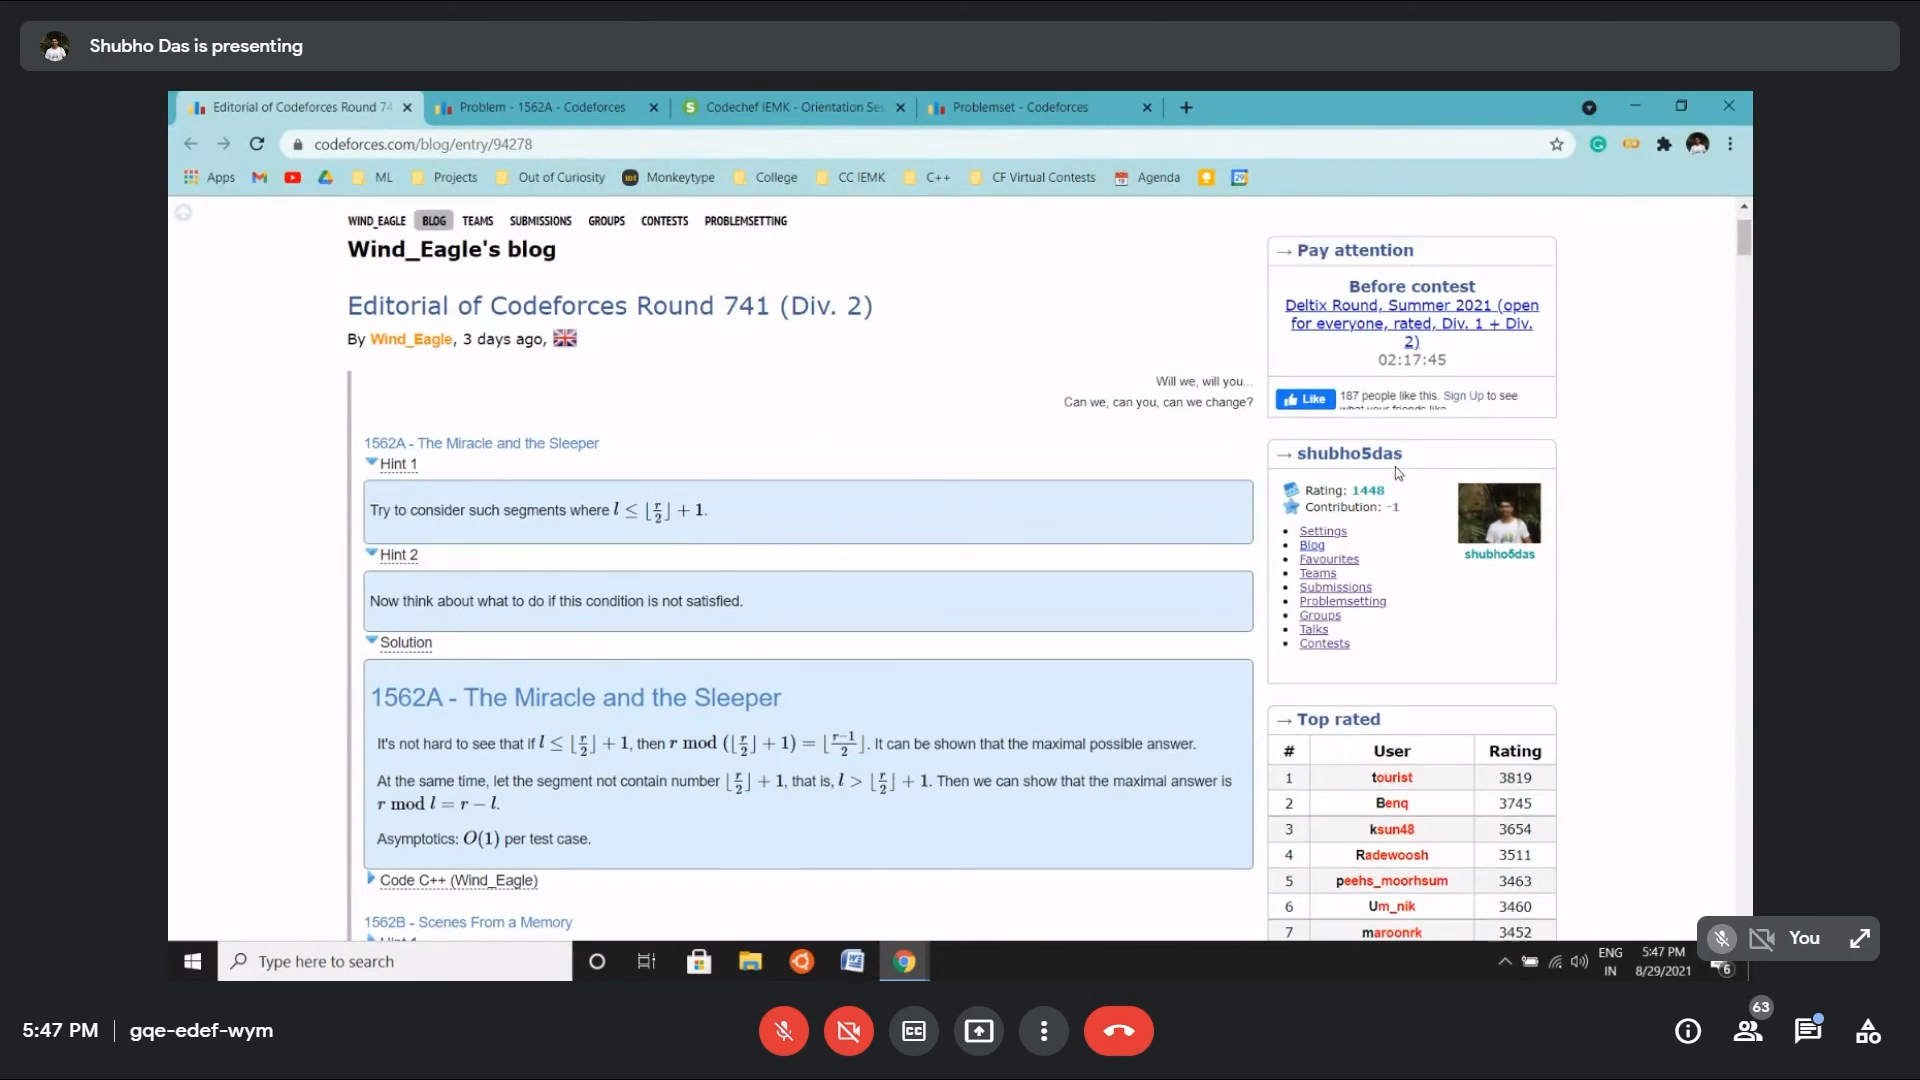 Shubho Das is presenting
Editorial of Codeforces Round 74
Problem - 1562A - Codeforces
Codechef IEMK - Orientation Ses
Problemset - Codeforces
codeforces.com/blog/entry/94278
Apps
ML
Projects
Out of Curiosity
Monkeytype
College
CC IEMK
C++
CF Virtual Contests
Agenda
WIND_EAGLE BLOG TEAMS SUBMISSIONS GROUPS CONTESTS PROBLEMSETTING
Wind_Eagle's blog
Editorial of Codeforces Round 741 (Div. 2)
By Wind_Eagle, 3 days ago,
Will we, will you...
Can we, can you, can we change?
1562A - The Miracle and the Sleeper
Hint 1
Try to consider such segments where l ≤ ⌊r/2⌋ + 1.
Hint 2
Now think about what to do if this condition is not satisfied.
Solution
1562A - The Miracle and the Sleeper
It's not hard to see that if l ≤ ⌊r/2⌋ + 1, then r mod (⌊r/2⌋ + 1) = ⌊r−1/2⌋. It can be shown that the maximal possible answer.
At the same time, let the segment not contain number ⌊r/2⌋ + 1, that is, l > ⌊r/2⌋ + 1. Then we can show that the maximal answer is
r mod l = r − l.
Asymptotics: O(1) per test case.
Code C++ (Wind_Eagle)
1562B - Scenes From a Memory
→ Pay attention
Before contest
Deltix Round, Summer 2021 (open
for everyone, rated, Div. 1 + Div.
2)
02:17:45
Like
187 people like this. Sign Up to see
what your friends like.
→ shubho5das
Rating: 1448
Contribution: -1
Settings
Blog
Favourites
Teams
Submissions
Problemsetting
Groups
Talks
Contests
shubho5das
→ Top rated
# User Rating
1 tourist 3819
2 Benq 3745
3 ksun48 3654
4 Radewoosh 3511
5 peehs_moorhsum 3463
6 Um_nik 3460
7 maroonrk 3452
You
Type here to search
ENG
IN
5:47 PM
8/29/2021
6
5:47 PM | gqe-edef-wym
63